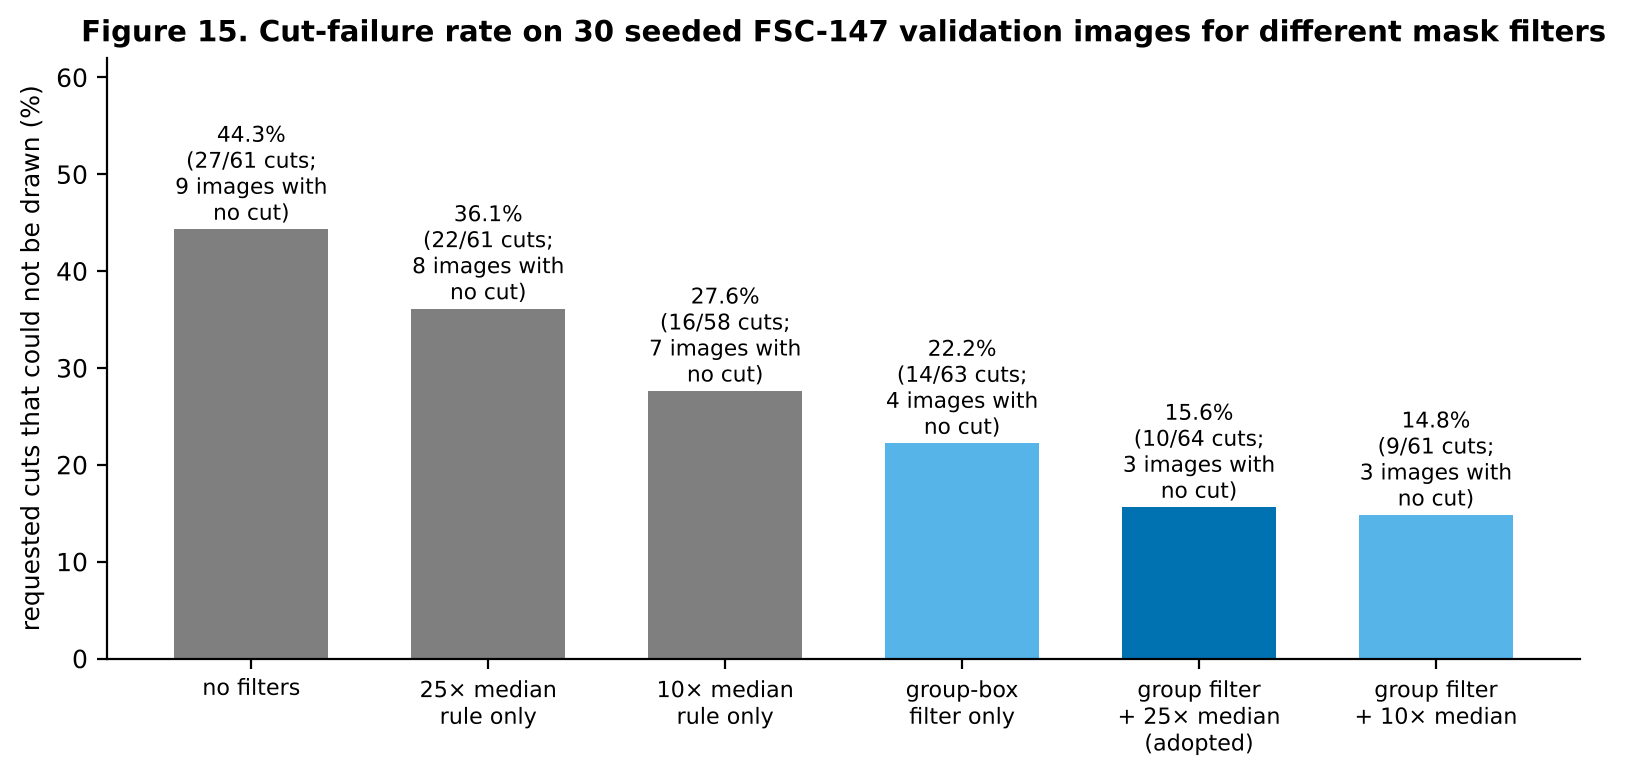 Figure 15. Cut-failure rate on 30 seeded FSC-147 validation images for different mask filters
requested cuts that could not be drawn (%)
60
50
40
30
20
10
0
44.3%
(27/61 cuts;
9 images with
no cut)
36.1%
(22/61 cuts;
8 images with
no cut)
27.6%
(16/58 cuts;
7 images with
no cut)
22.2%
(14/63 cuts;
4 images with
no cut)
15.6%
(10/64 cuts;
3 images with
no cut)
14.8%
(9/61 cuts;
3 images with
no cut)
no filters
25× median
rule only
10× median
rule only
group-box
filter only
group filter
+ 25× median
(adopted)
group filter
+ 10× median